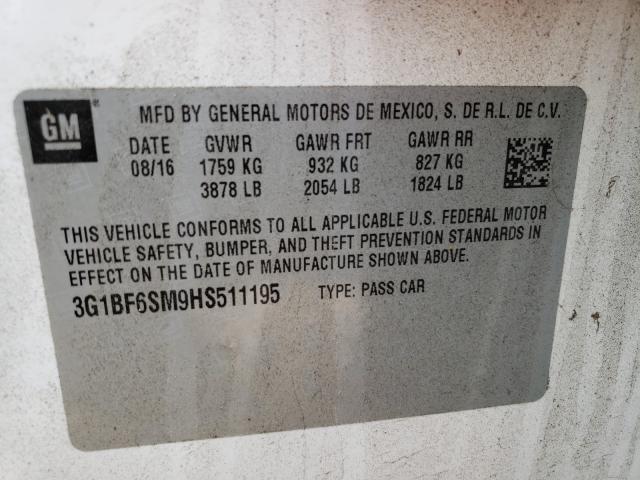 GM®
MFD BY GENERAL MOTORS DE MEXICO, S. DE R.L. DE C.V.
DATE GVWR GAWR FRT GAWR RR
08/16 1759 KG 932 KG 827 KG
3878 LB 2054 LB 1824 LB
THIS VEHICLE CONFORMS TO ALL APPLICABLE U.S. FEDERAL MOTOR
VEHICLE SAFETY, BUMPER, AND THEFT PREVENTION STANDARDS IN
EFFECT ON THE DATE OF MANUFACTURE SHOWN ABOVE.
3G1BF6SM9HS511195 TYPE: PASS CAR